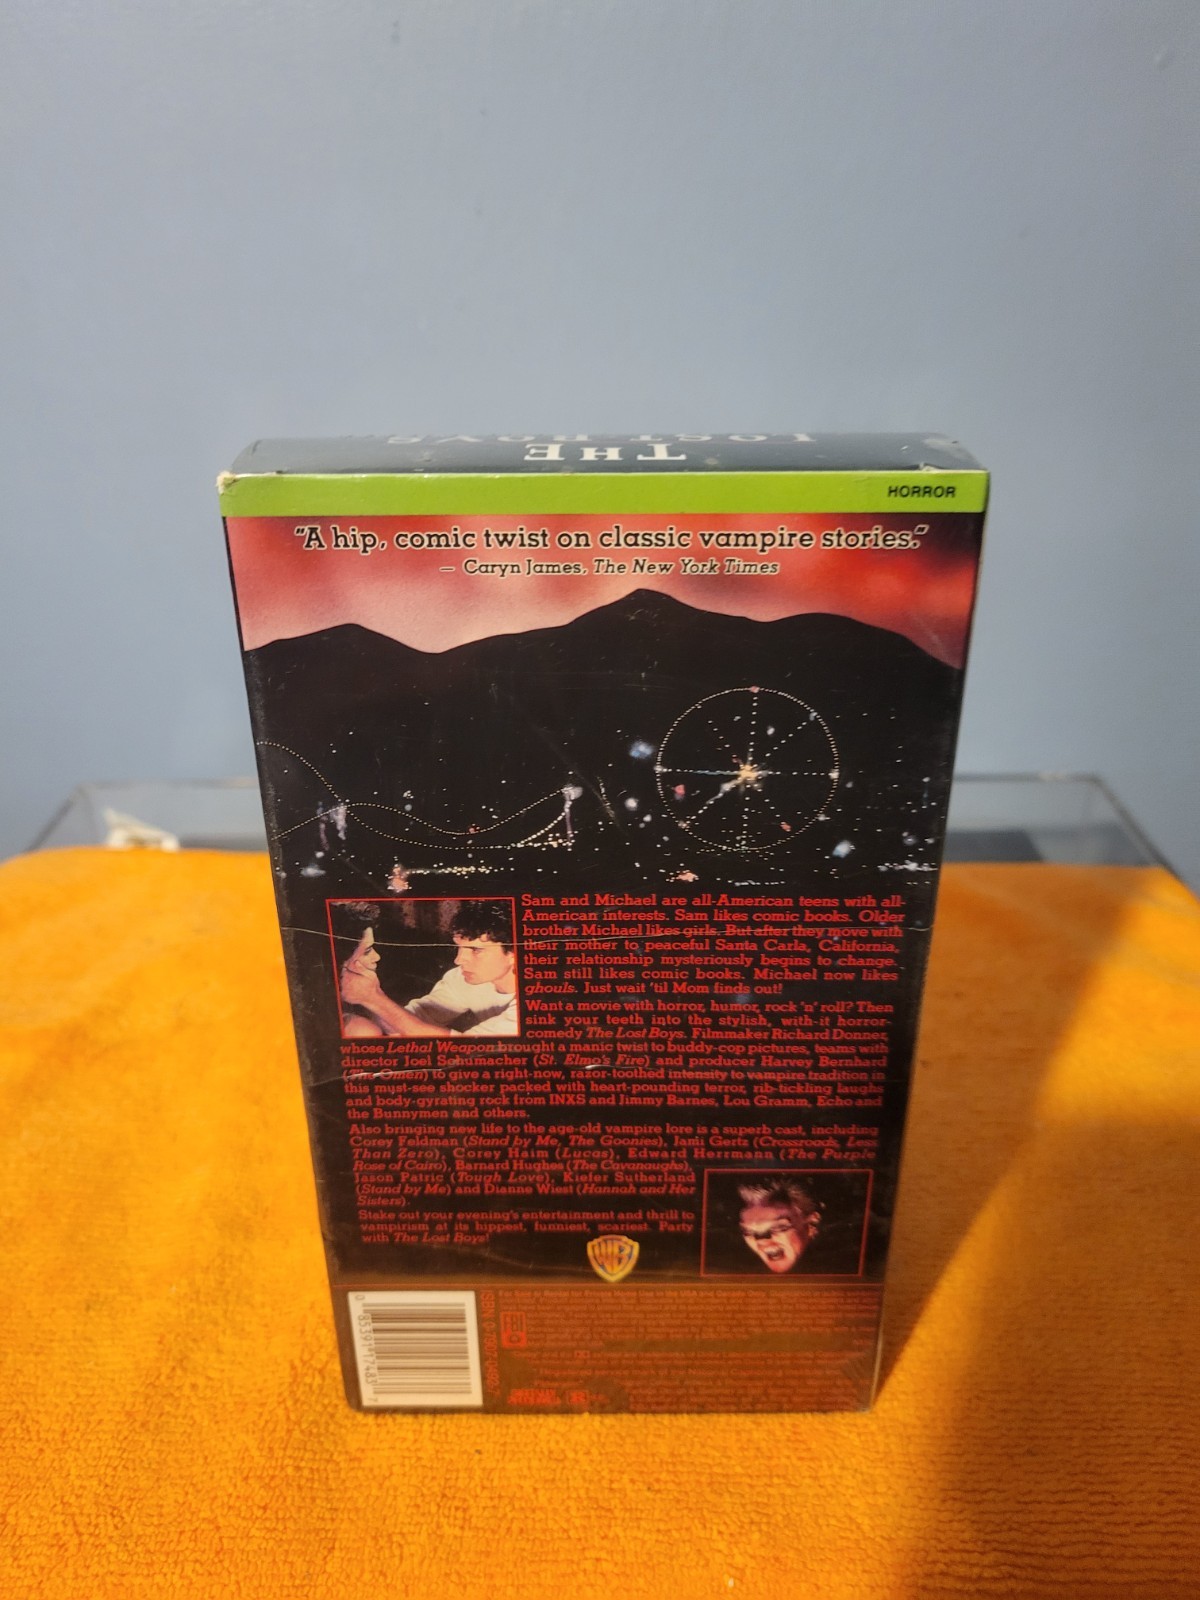 THE
LOST BOYS
HORROR
"A hip, comic twist on classic vampire stories."
– Caryn James, The New York Times
Sam and Michael are all-American teens with all-
American interests. Sam likes comic books. Older
brother Michael likes girls. But after they move with
their mother to peaceful Santa Carla, California,
their relationship mysteriously begins to change.
Sam still likes comic books. Michael now likes
ghouls. Just wait 'til Mom finds out!
Want a movie with horror, humor, rock 'n' roll? Then
sink your teeth into the stylish, with-it horror-
comedy The Lost Boys. Filmmaker Richard Donner,
whose Lethal Weapon brought a manic twist to buddy-cop pictures, teams with
director Joel Schumacher (St. Elmo's Fire) and producer Harvey Bernhard
(The Omen) to give a right-now, razor-toothed intensity to vampire tradition in
this must-see shocker packed with heart-pounding terror, rib-tickling laughs
and body-gyrating rock from INXS and Jimmy Barnes, Lou Gramm, Echo and
the Bunnymen and others.
Also bringing new life to the age-old vampire lore is a superb cast, including
Corey Feldman (Stand by Me, The Goonies), Jami Gertz (Crossroads, Less
Than Zero), Corey Haim (Lucas), Edward Herrmann (The Purple
Rose of Cairo), Barnard Hughes (The Cavanaughs),
Jason Patric (Tough Love), Kiefer Sutherland
(Stand by Me) and Dianne Wiest (Hannah and Her
Sisters).
Stake out your evening's entertainment and thrill to
vampirism at its hippest, funniest, scariest. Party
with The Lost Boys!
WB
0 85391 17483 7